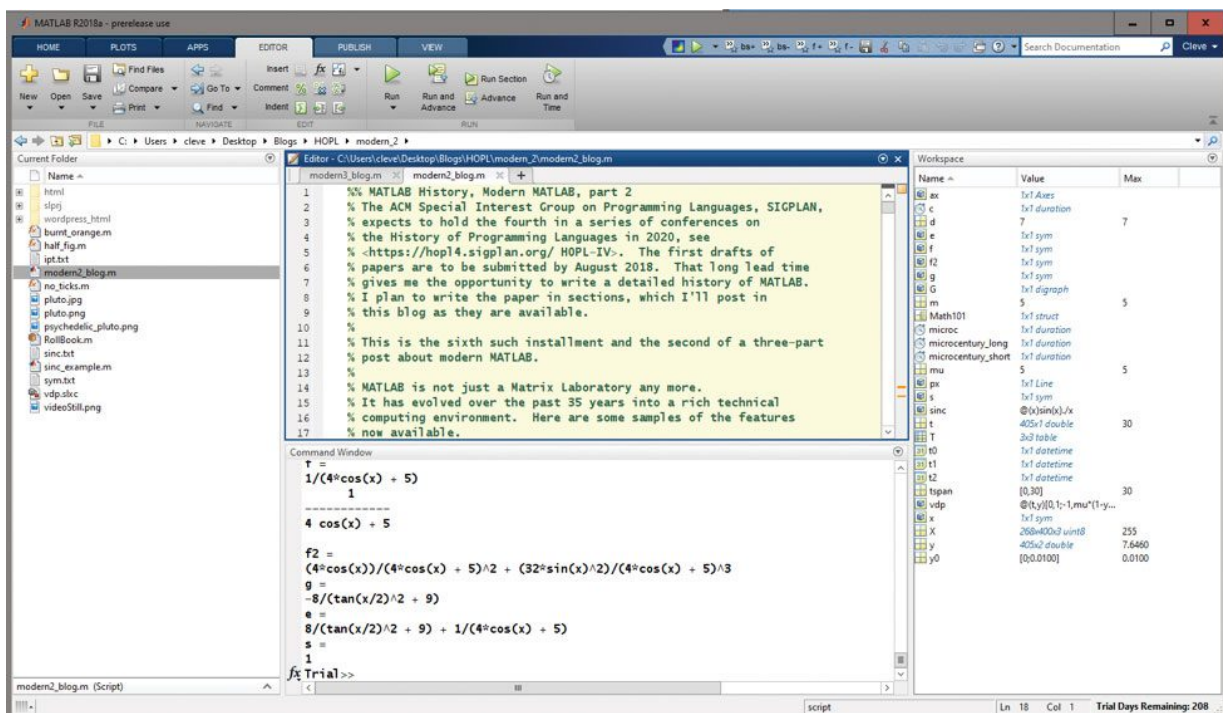 MATLAB R2018a - prerelease use
HOME PLOTS APPS EDITOR PUBLISH VIEW
bs+ bs- f+ f- Search Documentation Cleve
New Open Save Find Files Compare Print
Go To Find
Insert fx Comment Indent
Run Run and Advance Run Section Advance Run and Time
FILE NAVIGATE EDIT RUN
C: Users cleve Desktop Blogs HOPL modern_2
Current Folder
Name
html
slprj
wordpress_html
burnt_orange.m
half_fig.m
ipt.txt
modern2_blog.m
no_ticks.m
pluto.jpg
pluto.png
psychedelic_pluto.png
RollBook.m
sinc.txt
sinc_example.m
sym.txt
vdp.slxc
videoStill.png
modern2_blog.m (Script)
Editor - C:\Users\cleve\Desktop\Blogs\HOPL\modern_2\modern2_blog.m
modern3_blog.m modern2_blog.m +
1 %% MATLAB History, Modern MATLAB, part 2
2 % The ACM Special Interest Group on Programming Languages, SIGPLAN,
3 % expects to hold the fourth in a series of conferences on
4 % the History of Programming Languages in 2020, see
5 % <https://hopl4.sigplan.org/ HOPL-IV>. The first drafts of
6 % papers are to be submitted by August 2018. That long lead time
7 % gives me the opportunity to write a detailed history of MATLAB.
8 % I plan to write the paper in sections, which I'll post in
9 % this blog as they are available.
10 %
11 % This is the sixth such installment and the second of a three-part
12 % post about modern MATLAB.
13 %
14 % MATLAB is not just a Matrix Laboratory any more.
15 % It has evolved over the past 35 years into a rich technical
16 % computing environment. Here are some samples of the features
17 % now available.
Command Window
f =
1/(4*cos(x) + 5)
1
------------
4 cos(x) + 5
f2 =
(4*cos(x))/(4*cos(x) + 5)^2 + (32*sin(x)^2)/(4*cos(x) + 5)^3
g =
-8/(tan(x/2)^2 + 9)
e =
8/(tan(x/2)^2 + 9) + 1/(4*cos(x) + 5)
s =
1
fx Trial>>
Workspace
Name Value Max
ax 1x1 Axes
c 1x1 duration
d 7 7
e 1x1 sym
f 1x1 sym
f2 1x1 sym
g 1x1 sym
G 1x1 digraph
m 5 5
Math101 1x1 struct
microc 1x1 duration
microcentury_long 1x1 duration
microcentury_short 1x1 duration
mu 5 5
px 1x1 Line
s 1x1 sym
sinc @(x)sin(x)./x
t 405x1 double 30
T 3x3 table
t0 1x1 datetime
t1 1x1 datetime
t2 1x1 datetime
tspan [0,30] 30
vdp @(t,y)[0,1;-1,mu*(1-y...
x 1x1 sym
X 268x400x3 uint8 255
y 405x2 double 7.6460
y0 [0;0.0100] 0.0100
script Ln 18 Col 1 Trial Days Remaining: 208